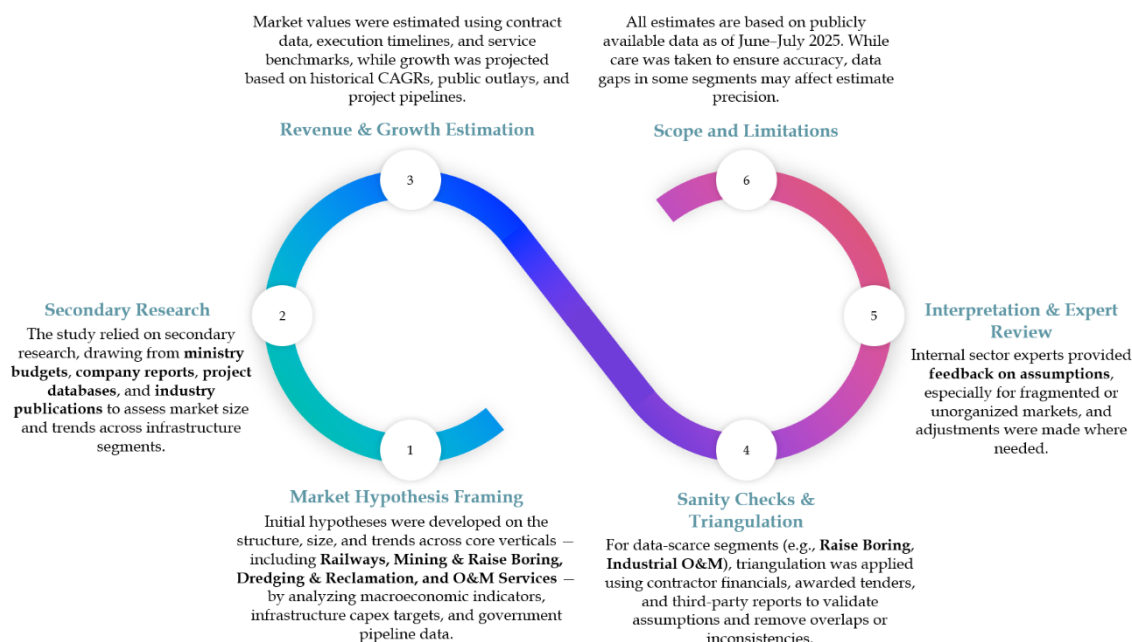 Market values were estimated using contract
data, execution timelines, and service
benchmarks, while growth was projected
based on historical CAGRs, public outlays, and
project pipelines.
Revenue & Growth Estimation
3
All estimates are based on publicly
available data as of June–July 2025. While
care was taken to ensure accuracy, data
gaps in some segments may affect estimate
precision.
Scope and Limitations
6
Secondary Research
The study relied on secondary
research, drawing from ministry
budgets, company reports, project
databases, and industry
publications to assess market size
and trends across infrastructure
segments.
2
5
Interpretation & Expert
Review
Internal sector experts provided
feedback on assumptions,
especially for fragmented or
unorganized markets, and
adjustments were made where
needed.
1
Market Hypothesis Framing
Initial hypotheses were developed on the
structure, size, and trends across core verticals —
including Railways, Mining & Raise Boring,
Dredging & Reclamation, and O&M Services —
by analyzing macroeconomic indicators,
infrastructure capex targets, and government
pipeline data.
4
Sanity Checks &
Triangulation
For data-scarce segments (e.g., Raise Boring,
Industrial O&M), triangulation was applied
using contractor financials, awarded tenders,
and third-party reports to validate
assumptions and remove overlaps or
inconsistencies.